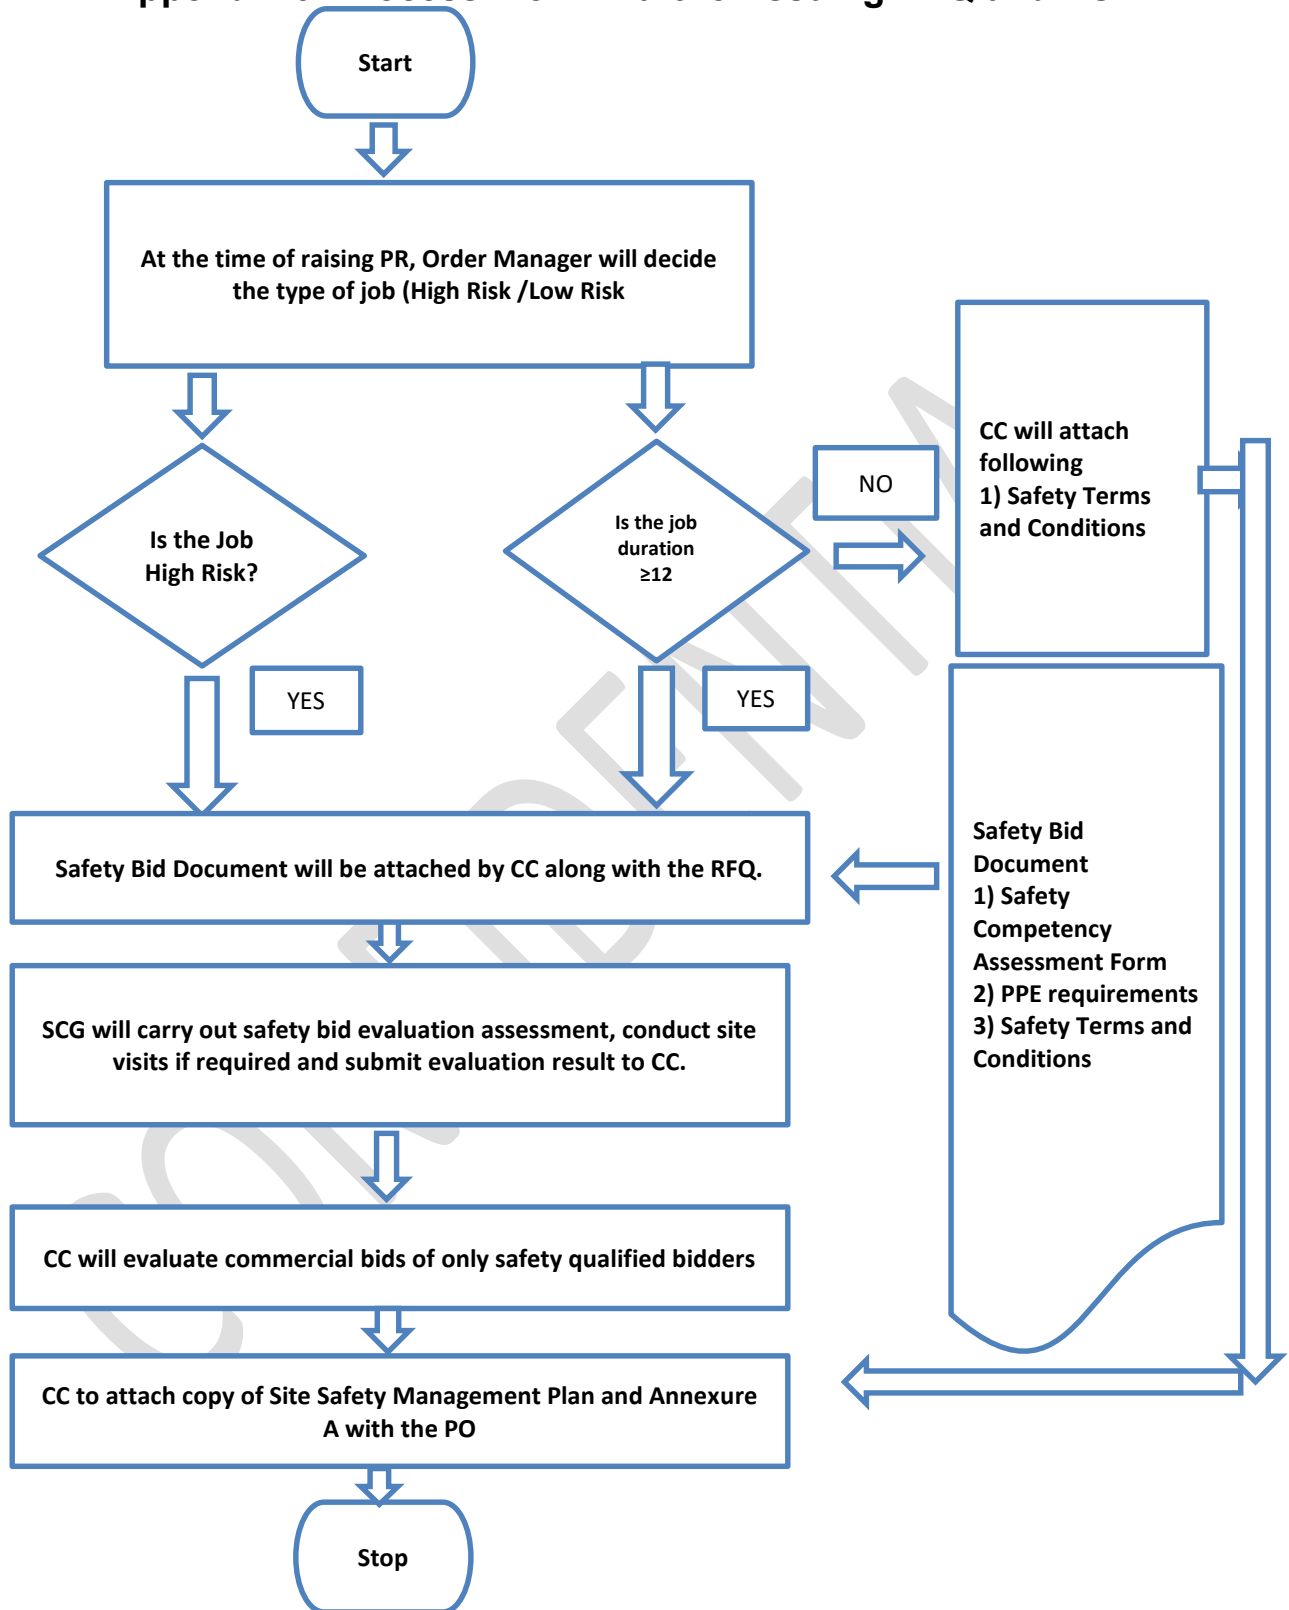 Start
At the time of raising PR, Order Manager will decide
the type of job (High Risk /Low Risk
Is the Job
High Risk?
Is the job
duration
≥12
NO
CC will attach
following
1) Safety Terms
and Conditions
YES
YES
Safety Bid Document will be attached by CC along with the RFQ.
Safety Bid
Document
1) Safety
Competency
Assessment Form
2) PPE requirements
3) Safety Terms and
Conditions
SCG will carry out safety bid evaluation assessment, conduct site
visits if required and submit evaluation result to CC.
CC will evaluate commercial bids of only safety qualified bidders
CC to attach copy of Site Safety Management Plan and Annexure
A with the PO
Stop